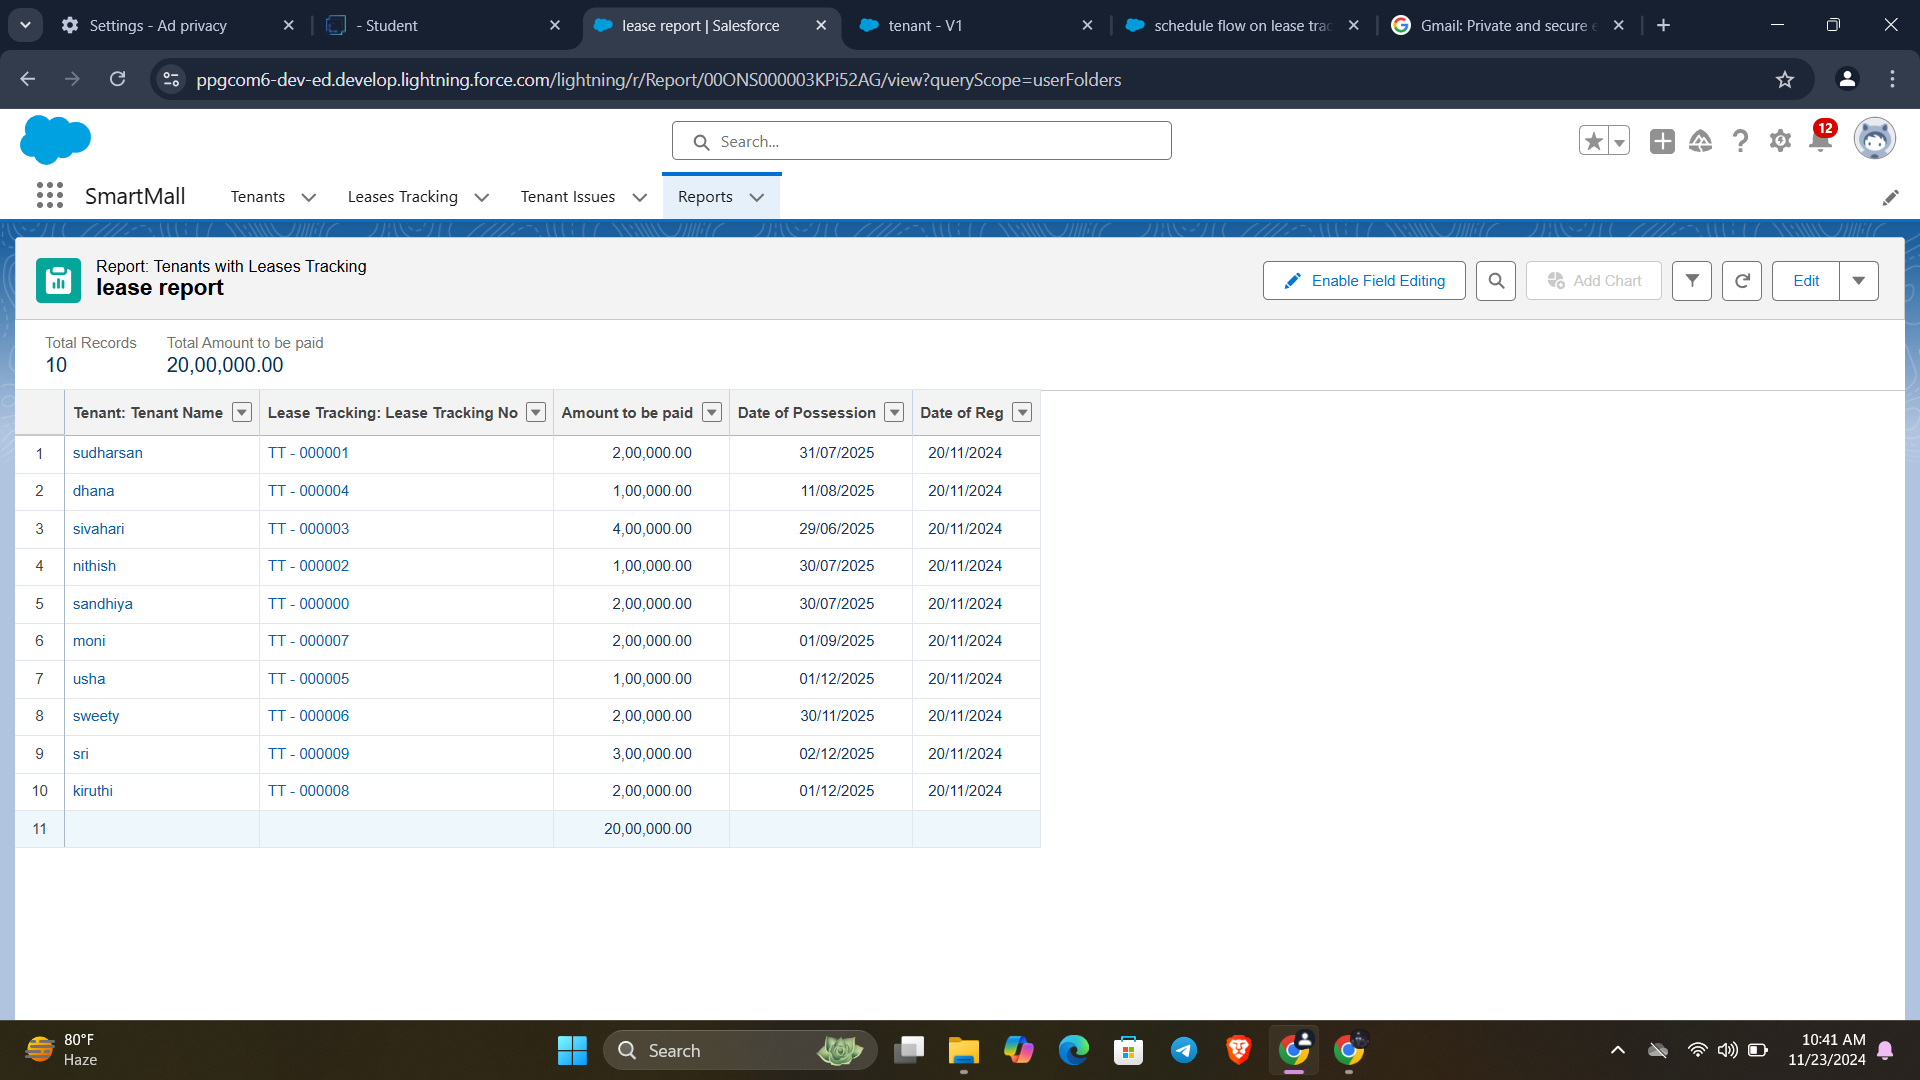 Settings - Ad privacy
- Student
lease report | Salesforce
tenant - V1
schedule flow on lease trac
Gmail: Private and secure e
ppgcom6-dev-ed.develop.lightning.force.com/lightning/r/Report/00ONS000003KPi52AG/view?queryScope=userFolders
Search...
12
SmartMall
Tenants
Leases Tracking
Tenant Issues
Reports
Report: Tenants with Leases Tracking
lease report
Enable Field Editing
Add Chart
Edit
Total Records
Total Amount to be paid
10
20,00,000.00
Tenant: Tenant Name Lease Tracking: Lease Tracking No Amount to be paid Date of Possession Date of Reg
1 sudharsan TT - 000001 2,00,000.00 31/07/2025 20/11/2024
2 dhana TT - 000004 1,00,000.00 11/08/2025 20/11/2024
3 sivahari TT - 000003 4,00,000.00 29/06/2025 20/11/2024
4 nithish TT - 000002 1,00,000.00 30/07/2025 20/11/2024
5 sandhiya TT - 000000 2,00,000.00 30/07/2025 20/11/2024
6 moni TT - 000007 2,00,000.00 01/09/2025 20/11/2024
7 usha TT - 000005 1,00,000.00 01/12/2025 20/11/2024
8 sweety TT - 000006 2,00,000.00 30/11/2025 20/11/2024
9 sri TT - 000009 3,00,000.00 02/12/2025 20/11/2024
10 kiruthi TT - 000008 2,00,000.00 01/12/2025 20/11/2024
11 20,00,000.00
80°F
Haze
Search
10:41 AM
11/23/2024